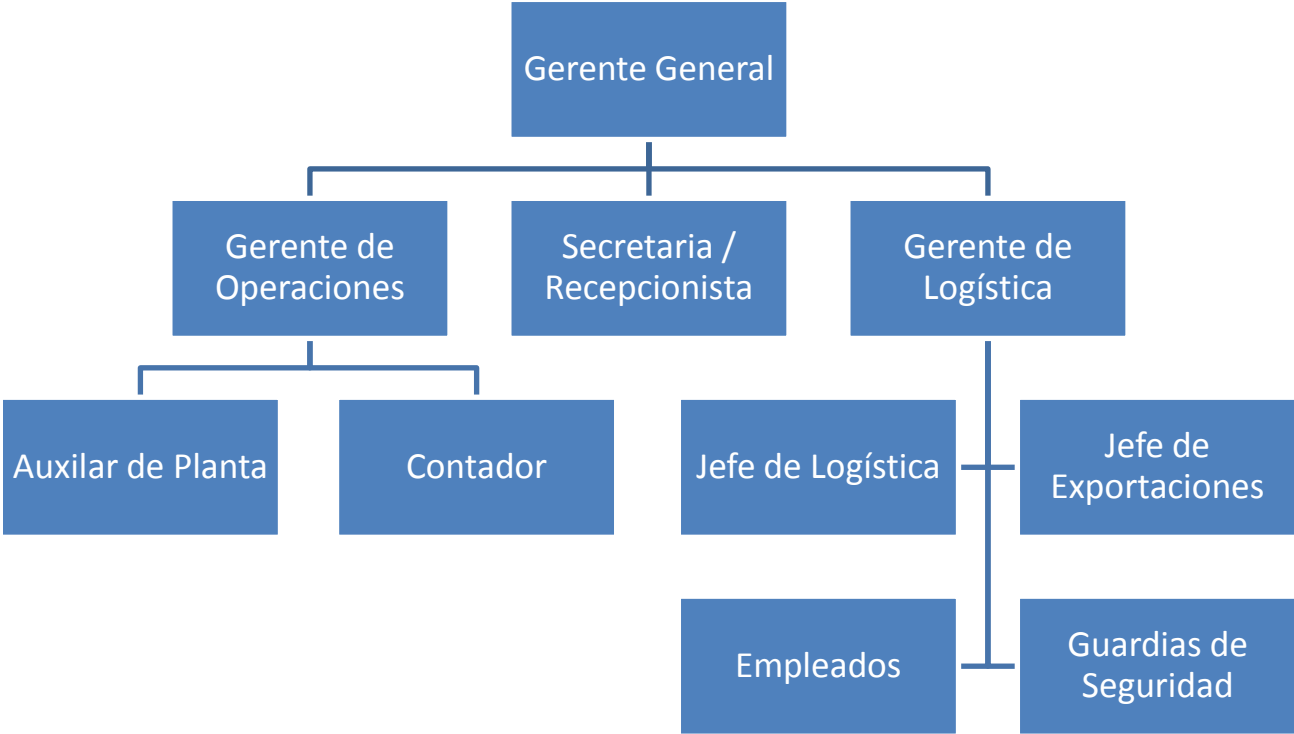 Gerente General
Gerente de
Operaciones
Secretaria /
Recepcionista
Gerente de
Logística
Auxilar de Planta
Contador
Jefe de Logística
Jefe de
Exportaciones
Empleados
Guardias de
Seguridad